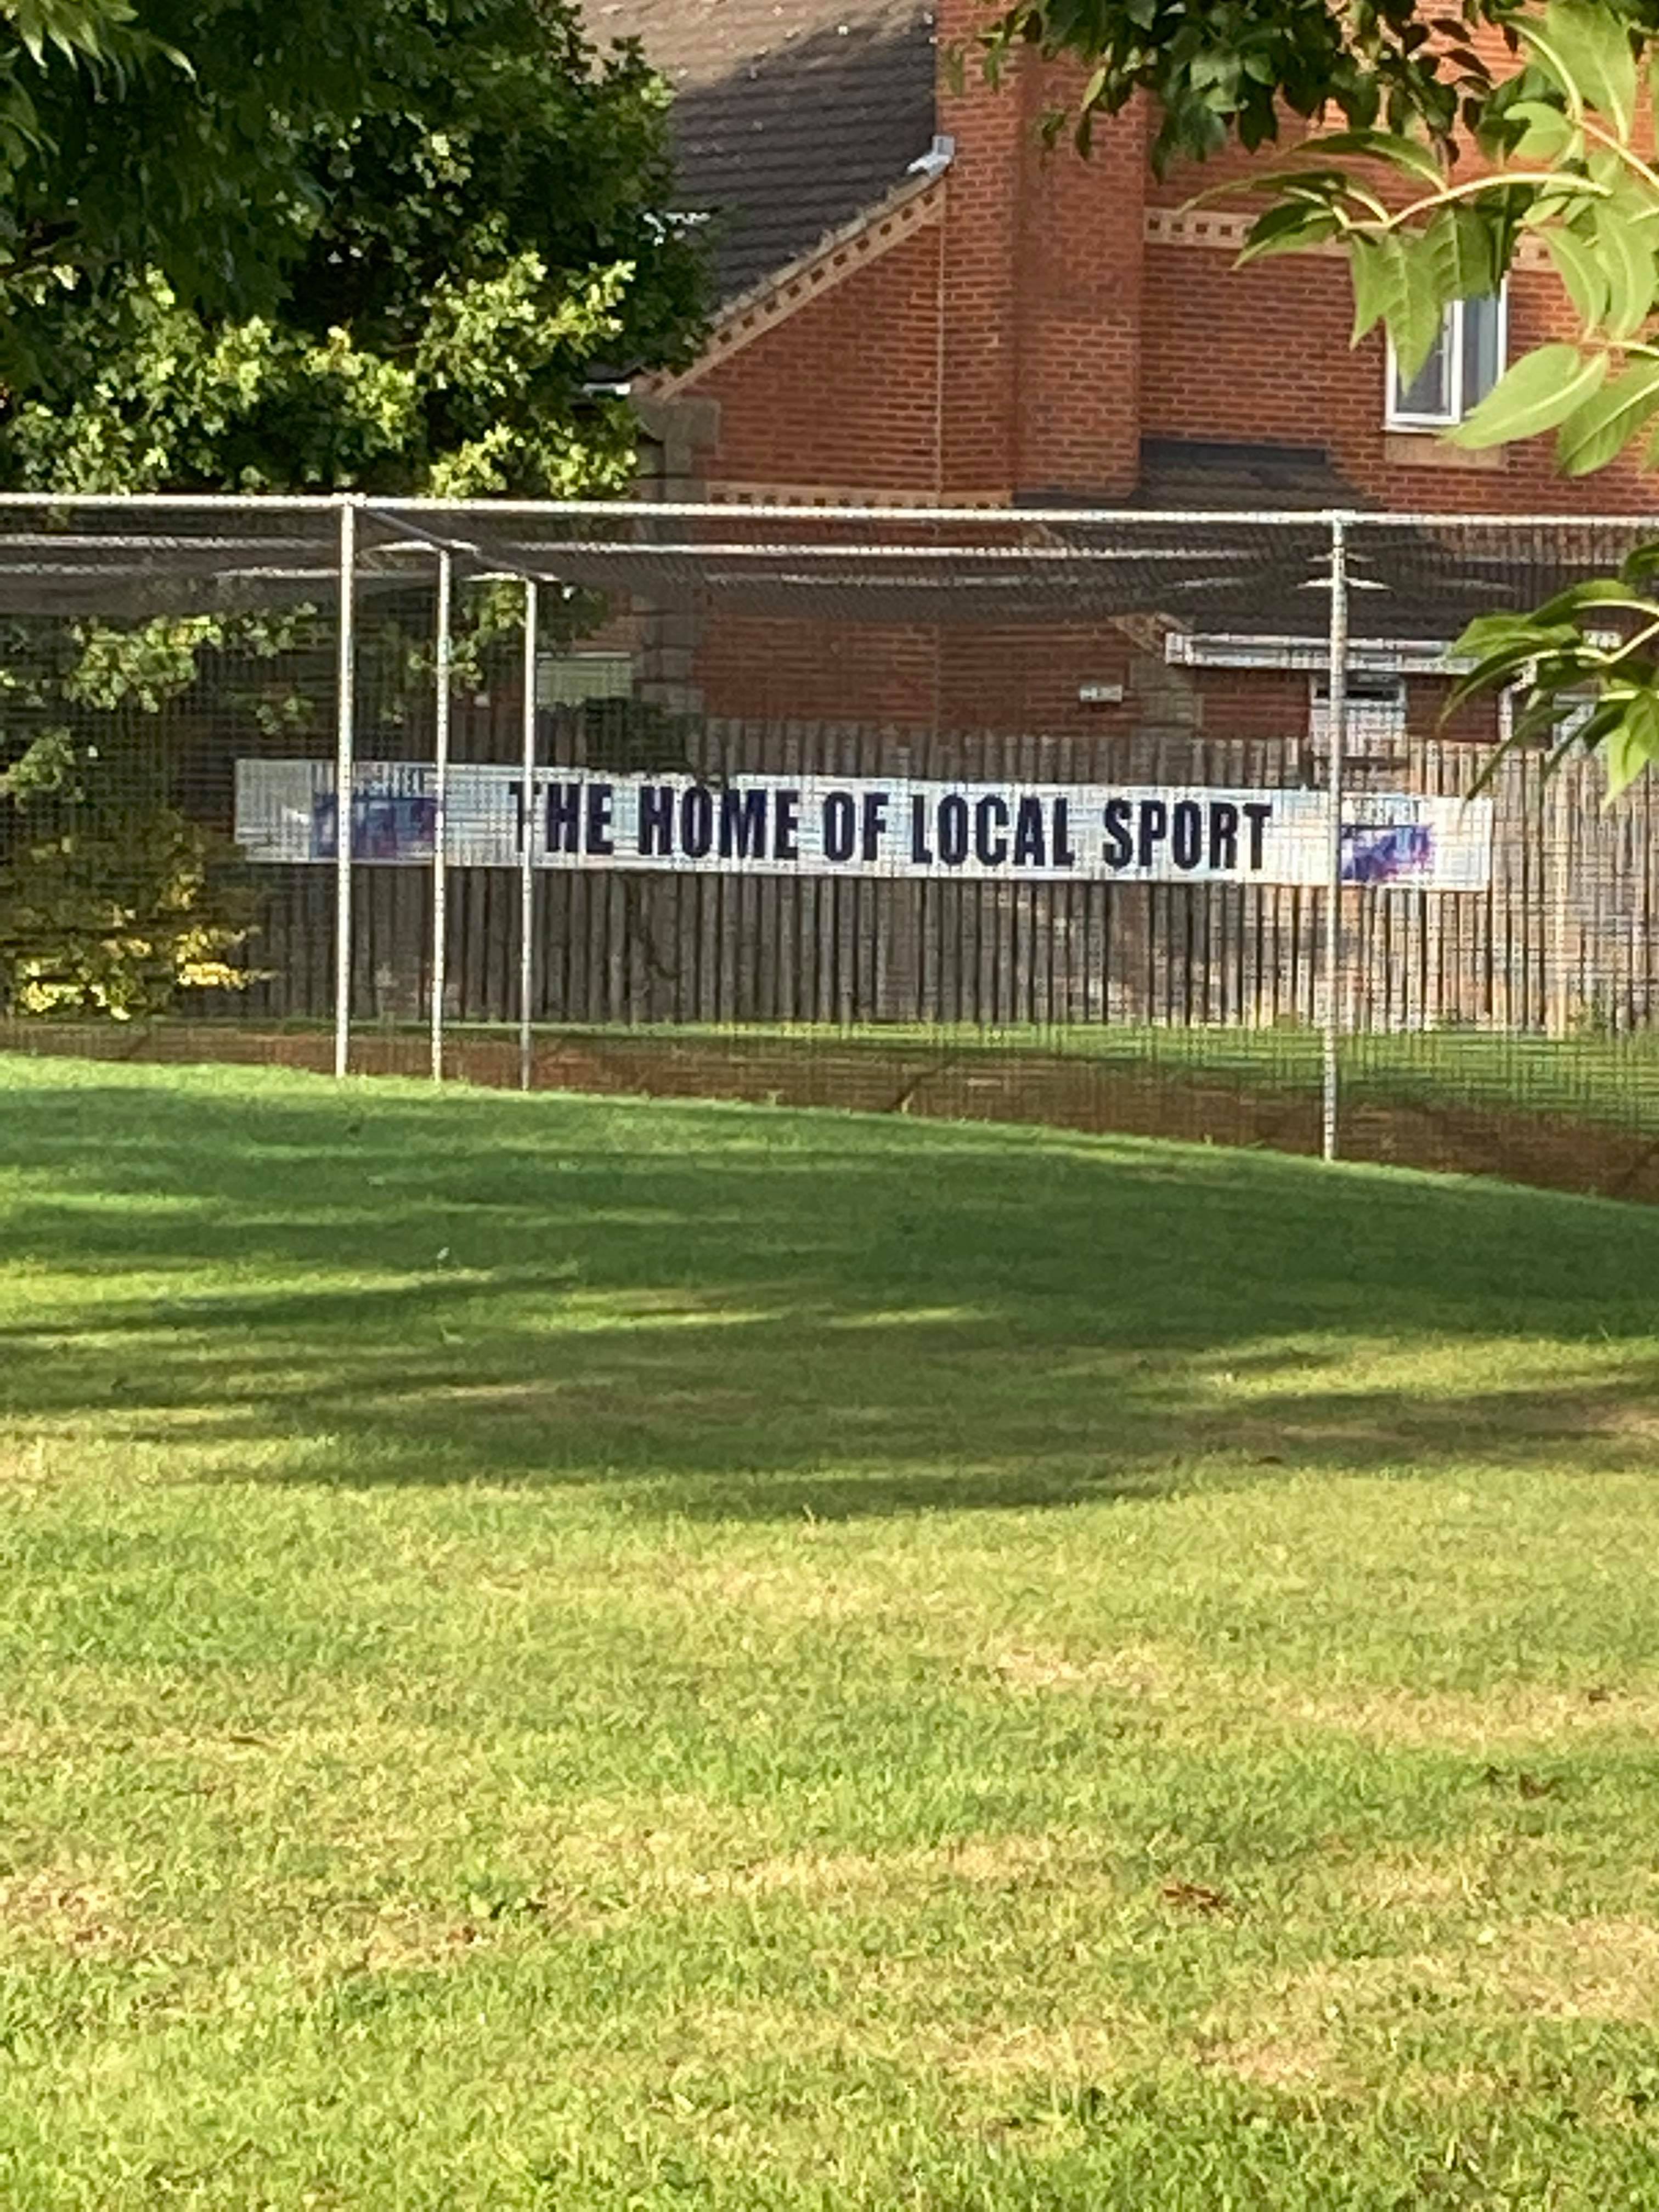 THE HOME OF LOCAL SPORT